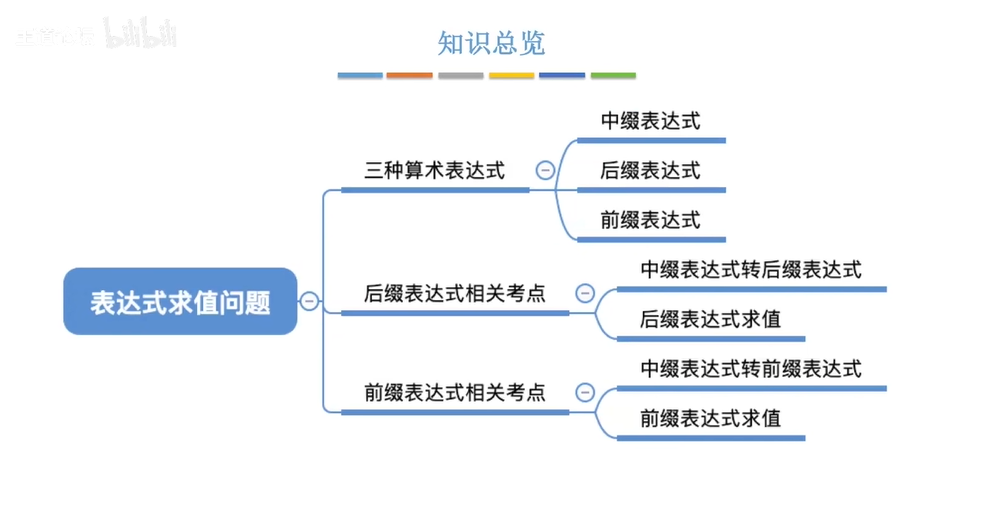 bilibili
知识总览
中缀表达式
三种算术表达式
后缀表达式
前缀表达式
表达式求值问题
中缀表达式转后缀表达式
后缀表达式相关考点
后缀表达式求值
中缀表达式转前缀表达式
前缀表达式相关考点
前缀表达式求值